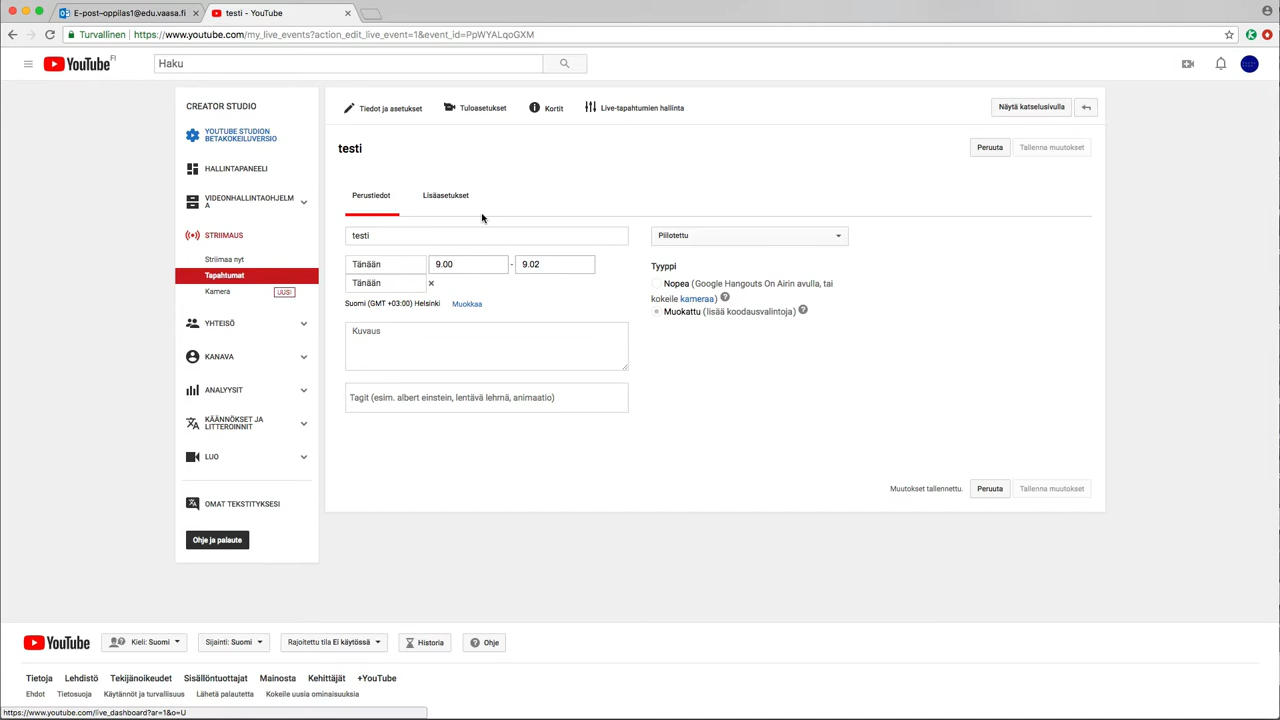 E-post-oppilas1@edu.vaasa.fi
testi - YouTube
Turvallinen
https://www.youtube.com/my_live_events?action_edit_live_event=1&event_id=PpWYALqoGXM
YouTube FI
Haku
CREATOR STUDIO
YOUTUBE STUDION
BETAKOKEILUVERSIO
HALLINTAPANEELI
VIDEONHALLINTAOHJELM
A
STRIIMAUS
Striimaa nyt
Tapahtumat
Kamera
UUSI
YHTEISÖ
KANAVA
ANALYYSIT
KÄÄNNÖKSET JA
LITTEROINNIT
LUO
OMAT TEKSTITYKSESI
Ohje ja palaute
Tiedot ja asetukset
Tuloasetukset
Kortit
Live-tapahtumien hallinta
Näytä katselusivulla
testi
Peruuta
Tallenna muutokset
Perustiedot
Lisäasetukset
testi
Piilotettu
Tänään
9.00
-
9.02
Tänään
Suomi (GMT +03:00) Helsinki
Muokkaa
Kuvaus
Tagit (esim. albert einstein, lentävä lehmä, animaatio)
Tyyppi
Nopea (Google Hangouts On Airin avulla, tai
kokeile kameraa)
Muokattu (lisää koodausvalintoja)
Muutokset tallennettu.
Peruuta
Tallenna muutokset
YouTube
Kieli: Suomi
Sijainti: Suomi
Rajoitettu tila Ei käytössä
Historia
Ohje
Tietoja
Lehdistö
Tekijänoikeudet
Sisällöntuottajat
Mainosta
Kehittäjät
+YouTube
Ehdot
Tietosuoja
Käytännöt ja turvallisuus
Lähetä palautetta
Kokeile uusia ominaisuuksia
https://www.youtube.com/live_dashboard?ar=1&o=U